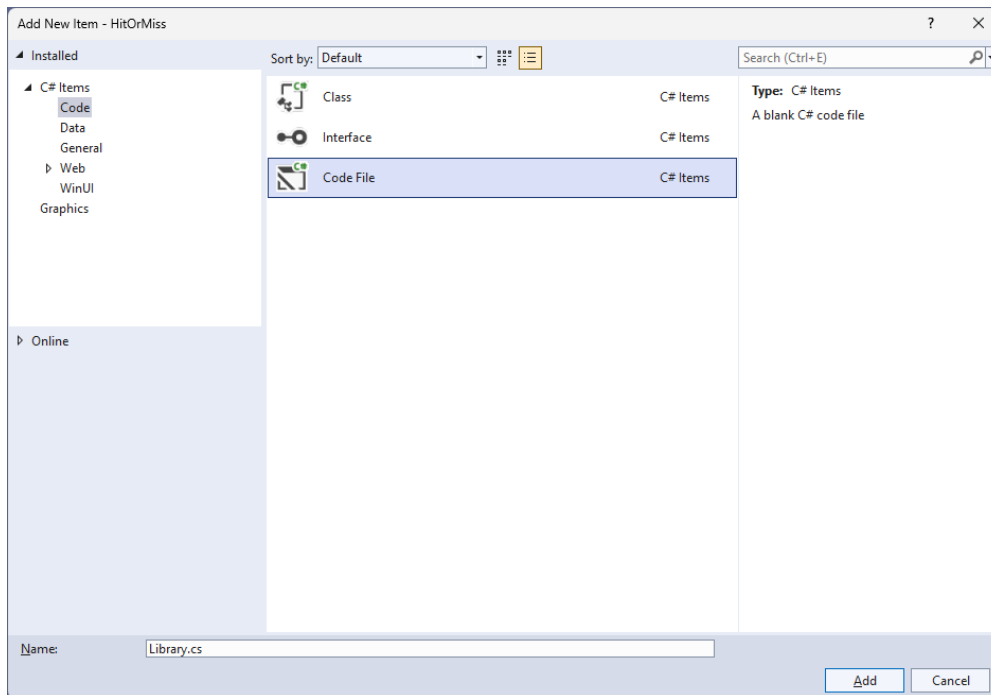 Add New Item - HitOrMiss
? ×
Installed
Sort by: Default
Search (Ctrl+E)
C# Items
Code
Data
General
Web
WinUI
Graphics
Online
Class C# Items
Interface C# Items
Code File C# Items
Type: C# Items
A blank C# code file
Name: Library.cs
Add Cancel